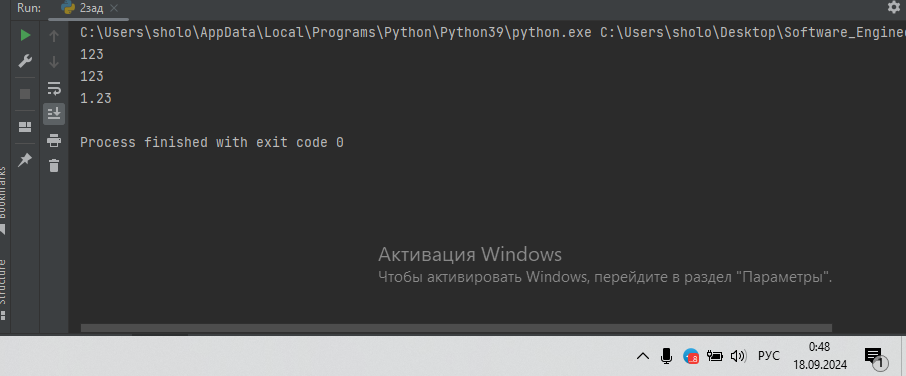 Run: 2зад
C:\Users\sholo\AppData\Local\Programs\Python\Python39\python.exe C:\Users\sholo\Desktop\Software_Enginee
123
123
1.23
Process finished with exit code 0
Bookmarks
Structure
Активация Windows
Чтобы активировать Windows, перейдите в раздел "Параметры".
РУС
0:48
18.09.2024
1